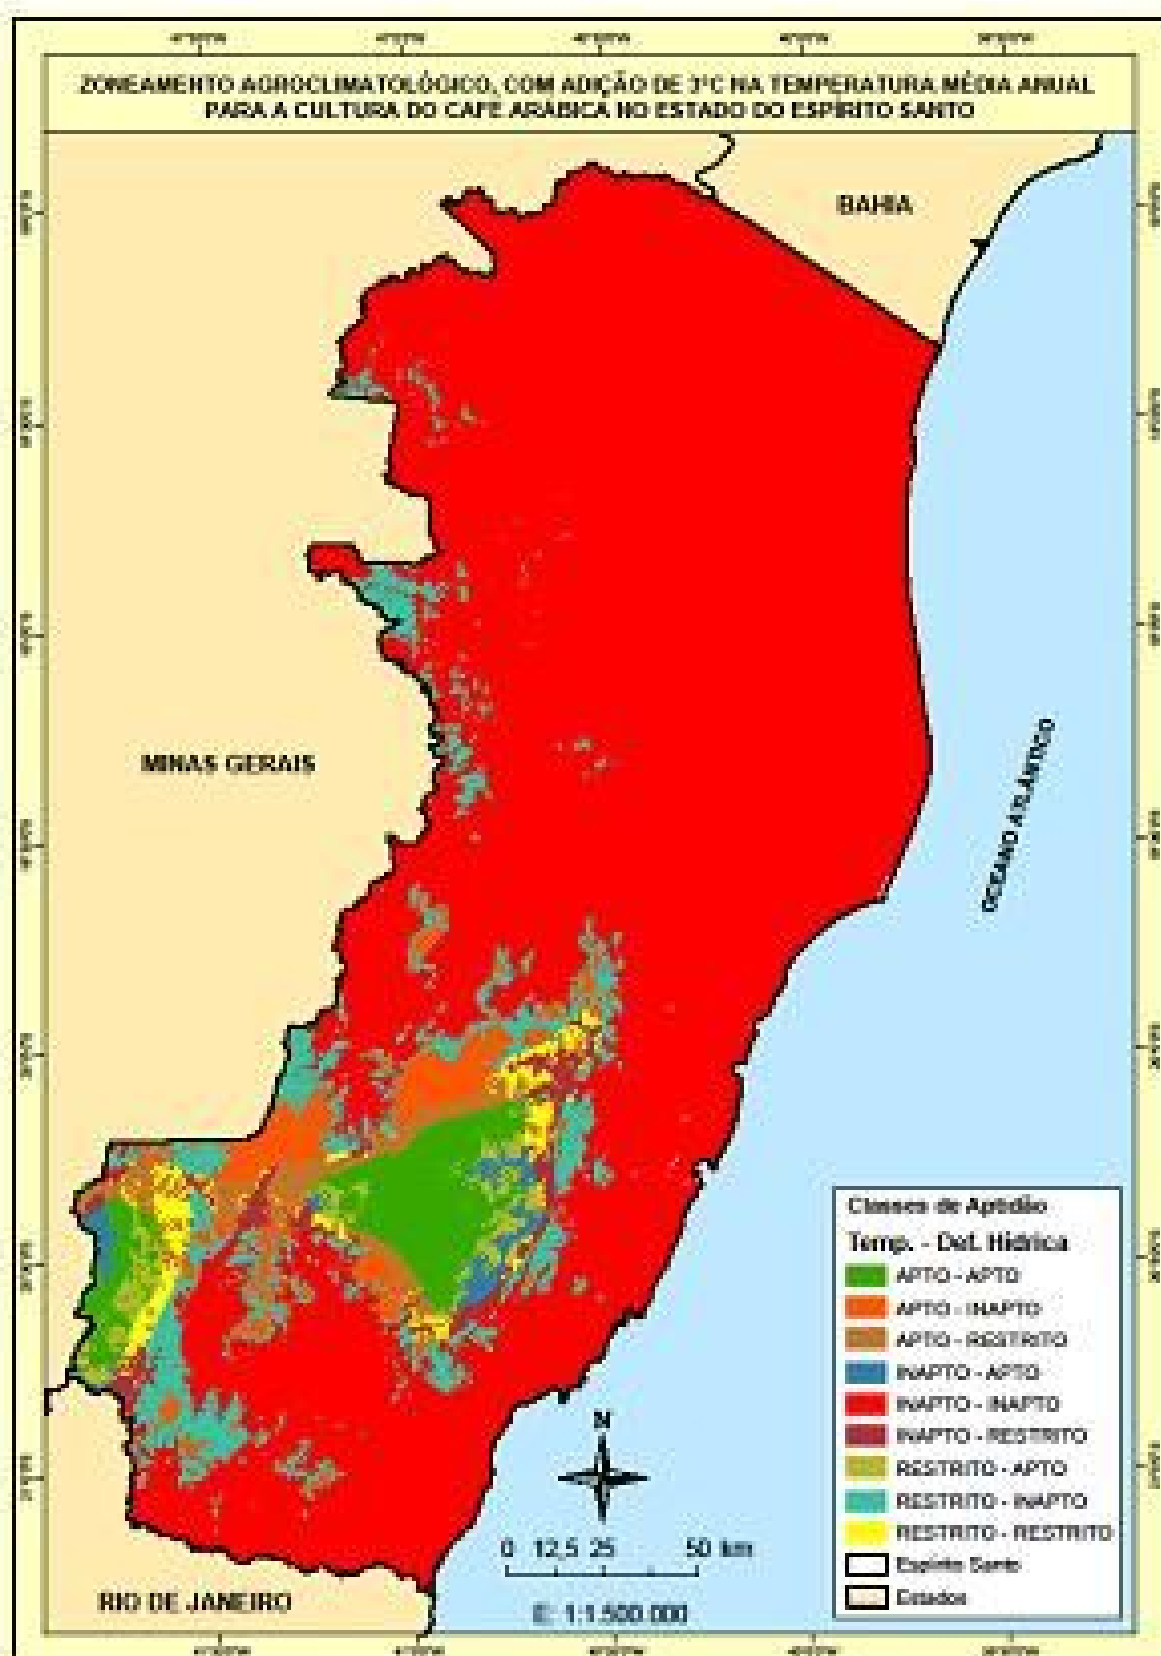 ZONEAMENTO AGROCLIMATOLÓGICO, COM ADIÇÃO DE 3ºC NA TEMPERATURA MÉDIA ANUAL
PARA A CULTURA DO CAFÉ ARÁBICA NO ESTADO DO ESPÍRITO SANTO
BAHIA
MINAS GERAIS
OCEANO ATLÂNTICO
RIO DE JANEIRO
N
0 12,5 25 50 km
E: 1:1.500.000
Classes de Aptidão
Temp. - Def. Hídrica
APTO - APTO
APTO - INAPTO
APTO - RESTRITO
INAPTO - APTO
INAPTO - INAPTO
INAPTO - RESTRITO
RESTRITO - APTO
RESTRITO - INAPTO
RESTRITO - RESTRITO
Espírito Santo
Estados